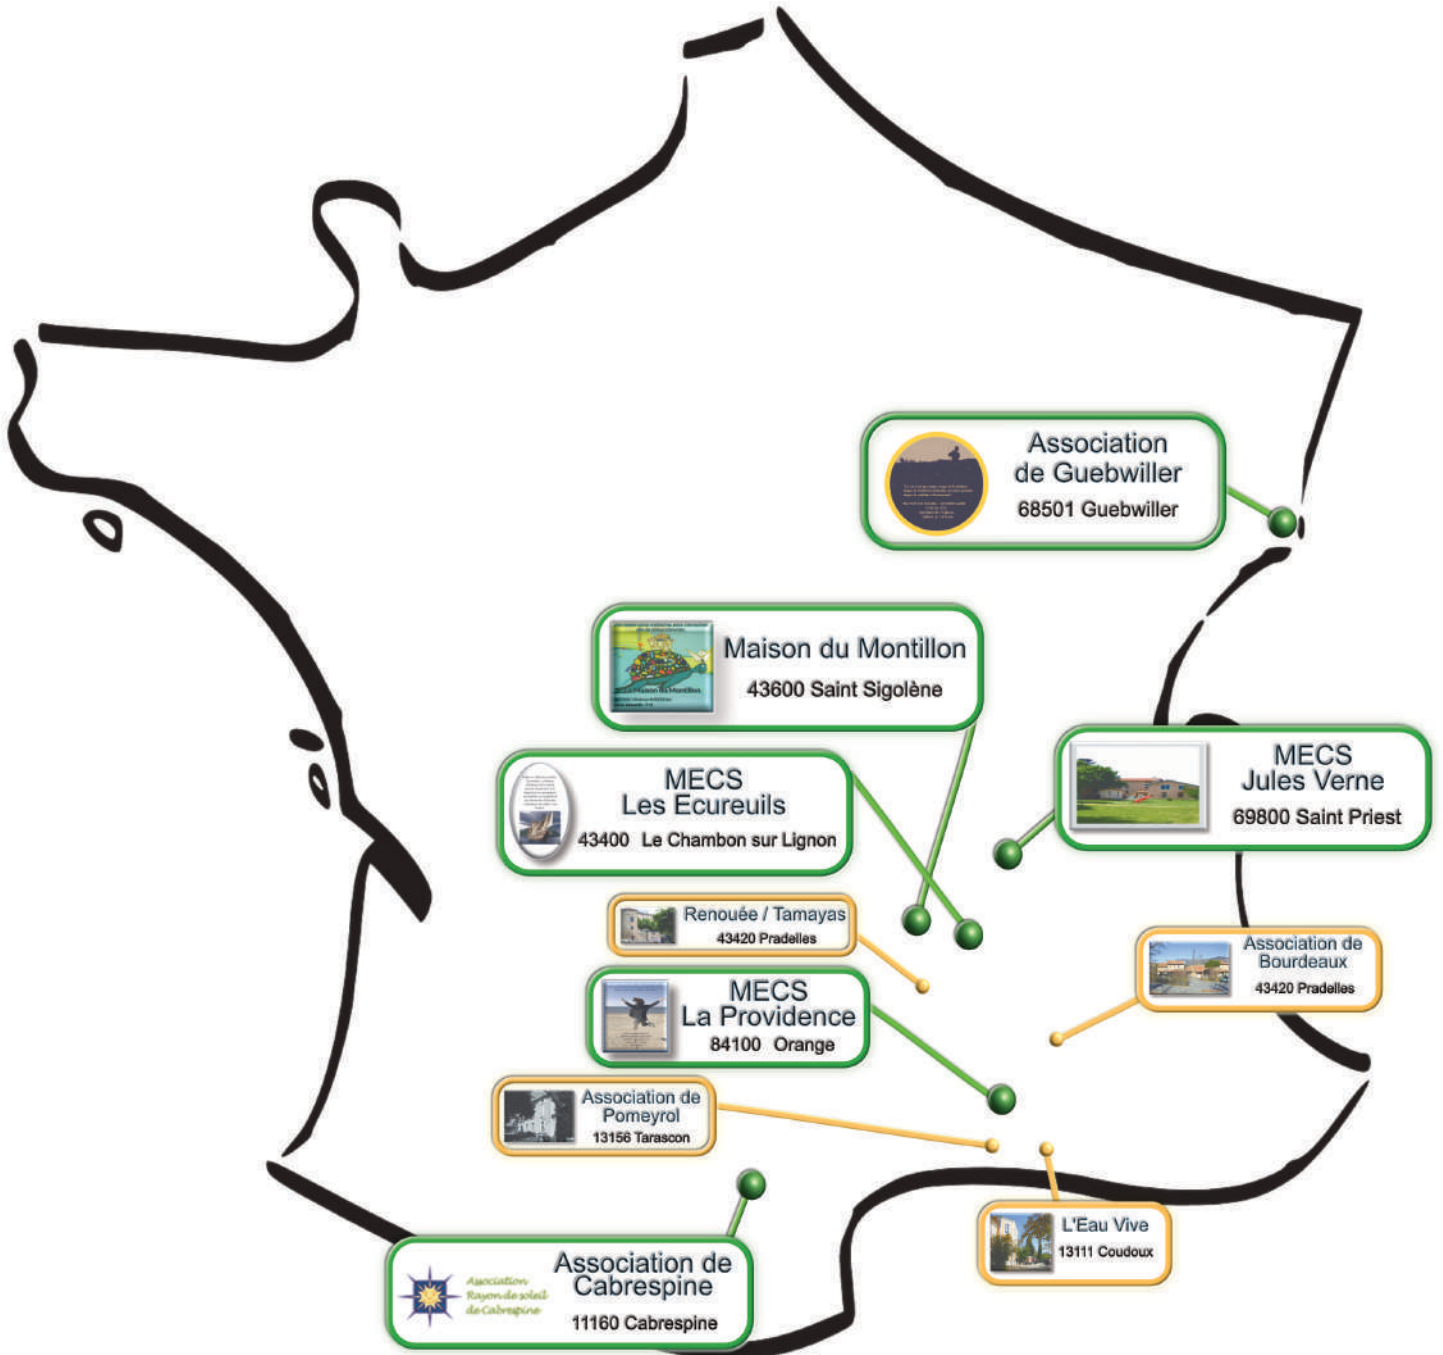 Association
de Guebwiller
68501 Guebwiller
Maison du Montillon
43600 Saint Sigolène
MECS
Les Ecureuils
43400 Le Chambon sur Lignon
MECS
Jules Verne
69800 Saint Priest
Renouée / Tamayas
43420 Pradelles
Association de
Bourdeaux
43420 Pradelles
MECS
La Providence
84100 Orange
Association de
Pomeyrol
13156 Tarascon
L'Eau Vive
13111 Coudoux
Association
Rayon de soleil
de Cabrespine
Association de
Cabrespine
11160 Cabrespine